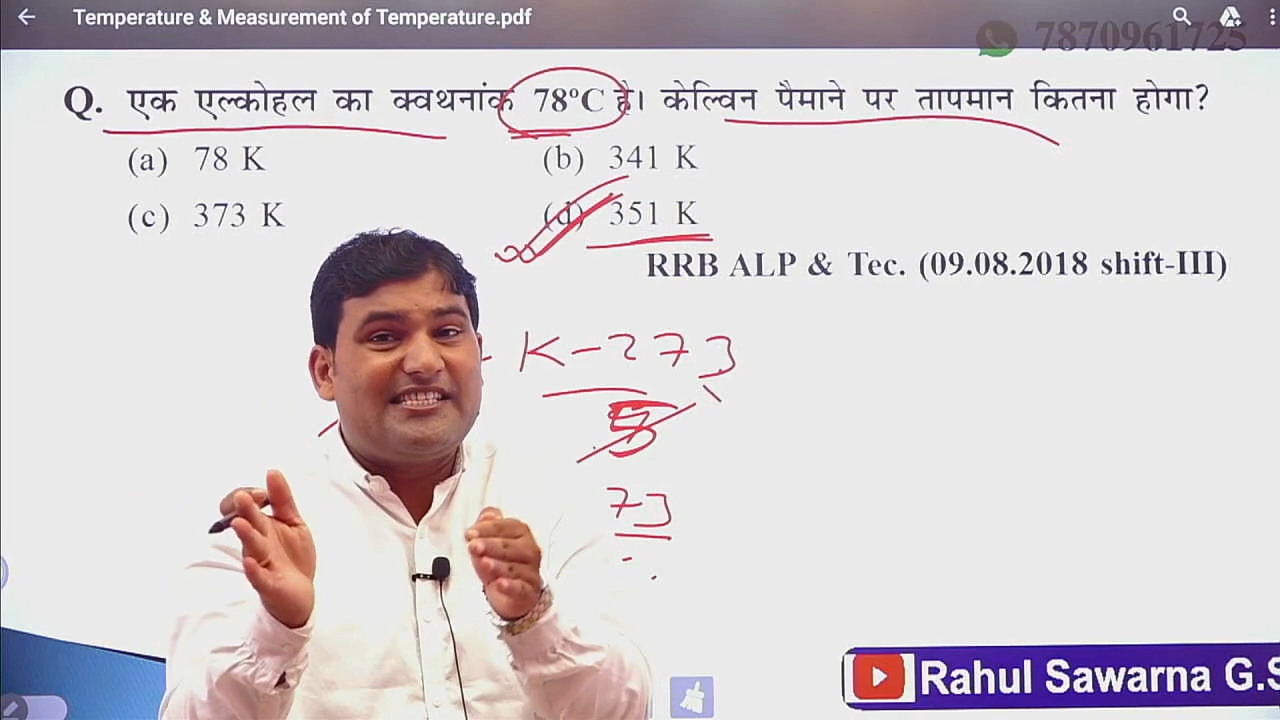 Temperature & Measurement of Temperature.pdf
7870961725
Q. एक एल्कोहल का क्वथनांक 78°C है। केल्विन पैमाने पर तापमान कितना होगा?
(a) 78 K (b) 341 K
(c) 373 K (d) 351 K
RRB ALP & Tec. (09.08.2018 shift-III)
K-273
5
73
Rahul Sawarna G.S